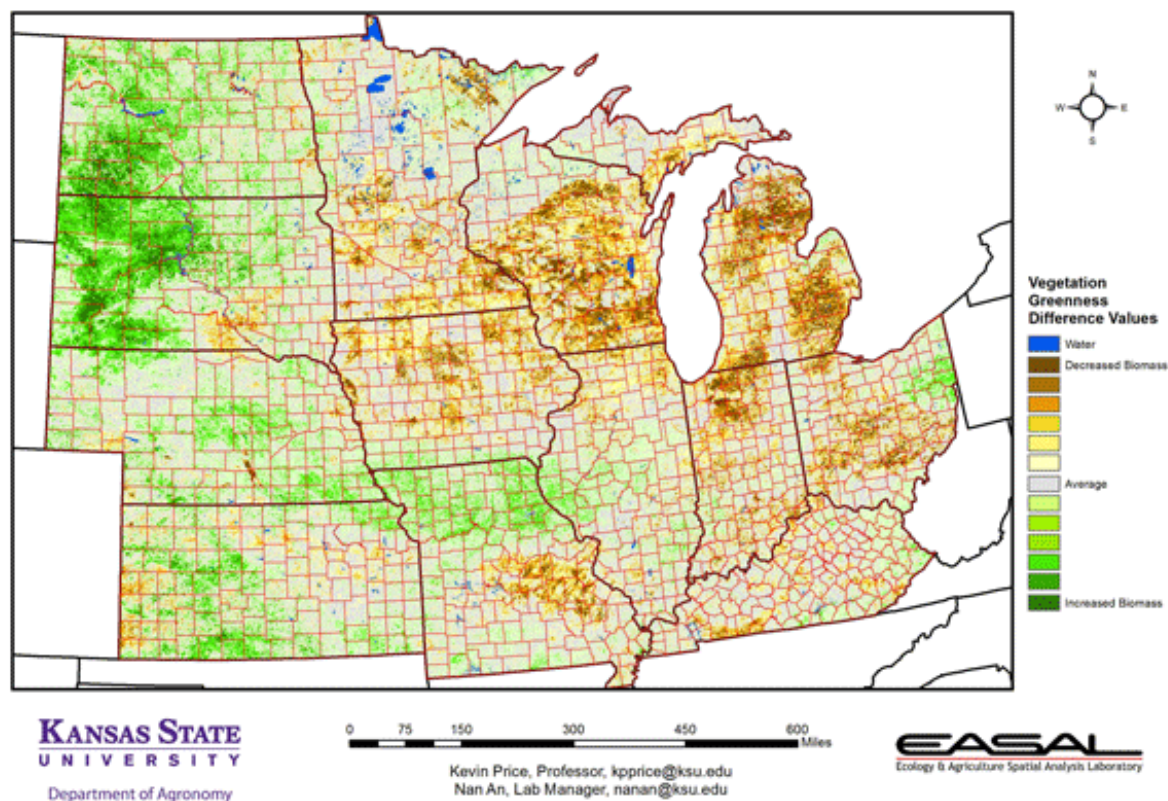 N
W E
S
Vegetation
Greenness
Difference Values
Water
Decreased Biomass
Average
Increased Biomass
KANSAS STATE
UNIVERSITY
Department of Agronomy
0 75 150 300 450 600
Miles
Kevin Price, Professor, kpprice@ksu.edu
Nan An, Lab Manager, nanan@ksu.edu
EASAL
Ecology & Agriculture Spatial Analysis Laboratory